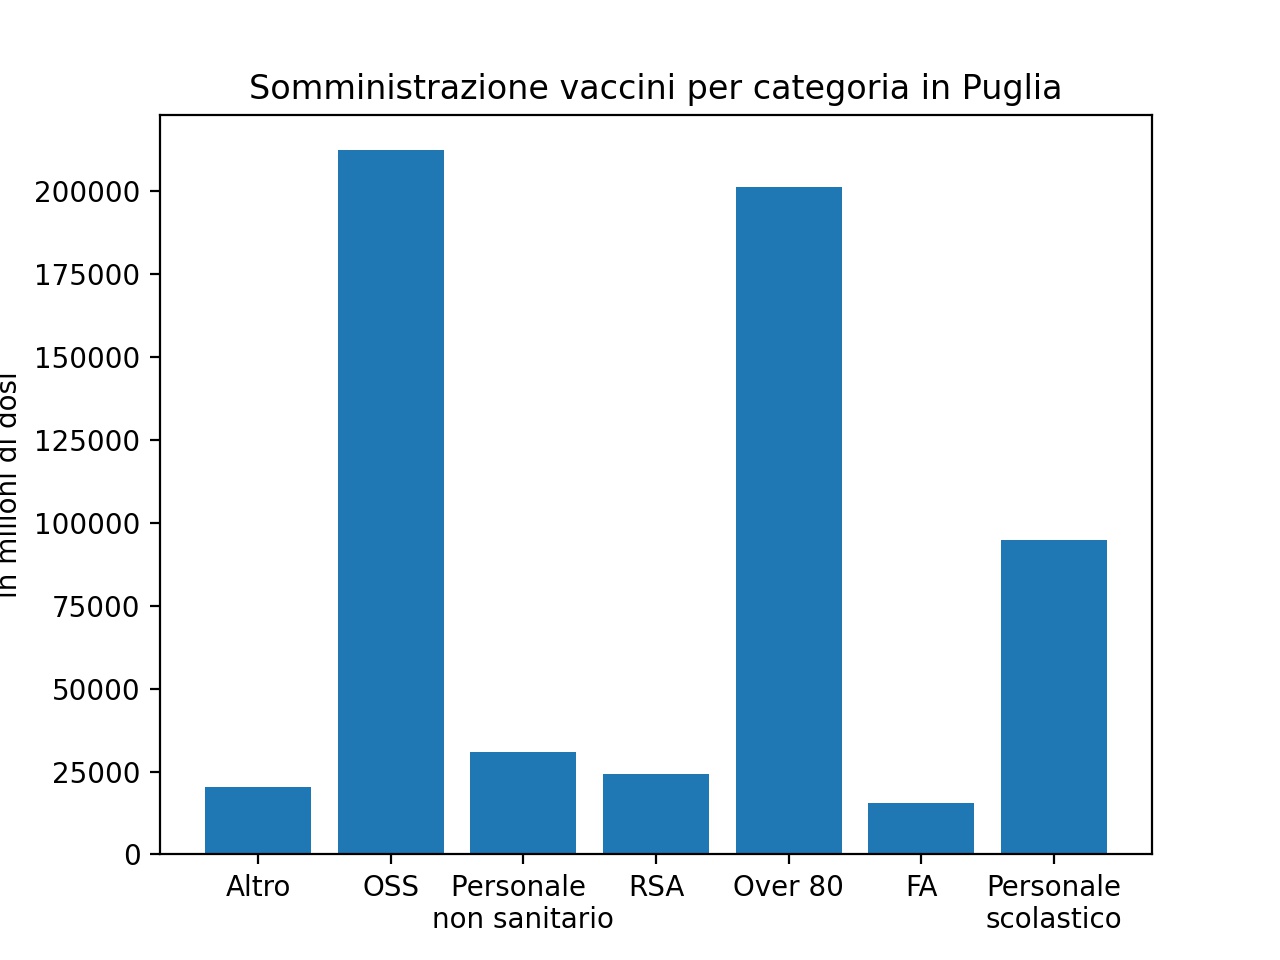 Somministrazione vaccini per categoria in Puglia
200000
175000
150000
125000
100000
75000
50000
25000
0
in milioni di dosi
Altro
OSS
Personale
non sanitario
RSA
Over 80
FA
Personale
scolastico